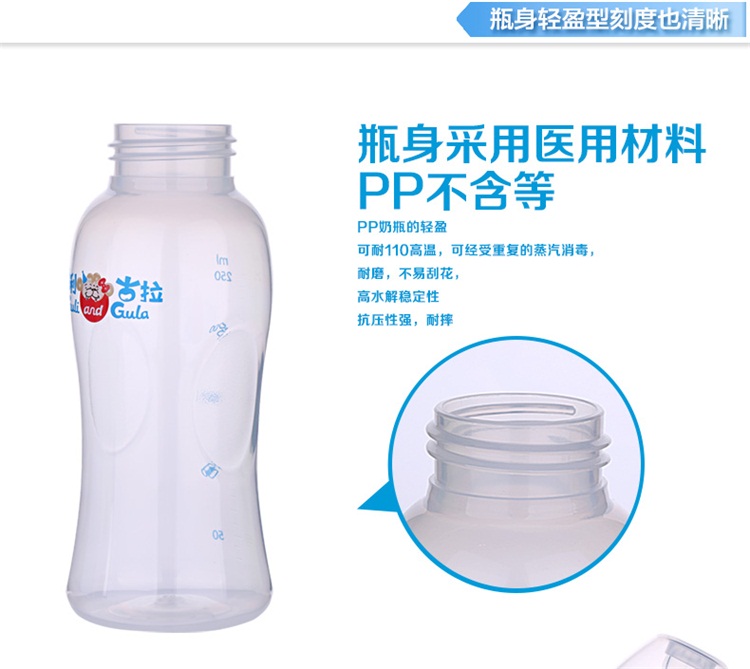 瓶身轻盈型刻度也清晰
瓶身采用医用材料
PP不含等
PP奶瓶的轻盈
可耐110高温，可经受重复的蒸汽消毒，
耐磨，不易刮花，
高水解稳定性
抗压性强，耐摔
ml
250
利 古拉
uli and Gula
50